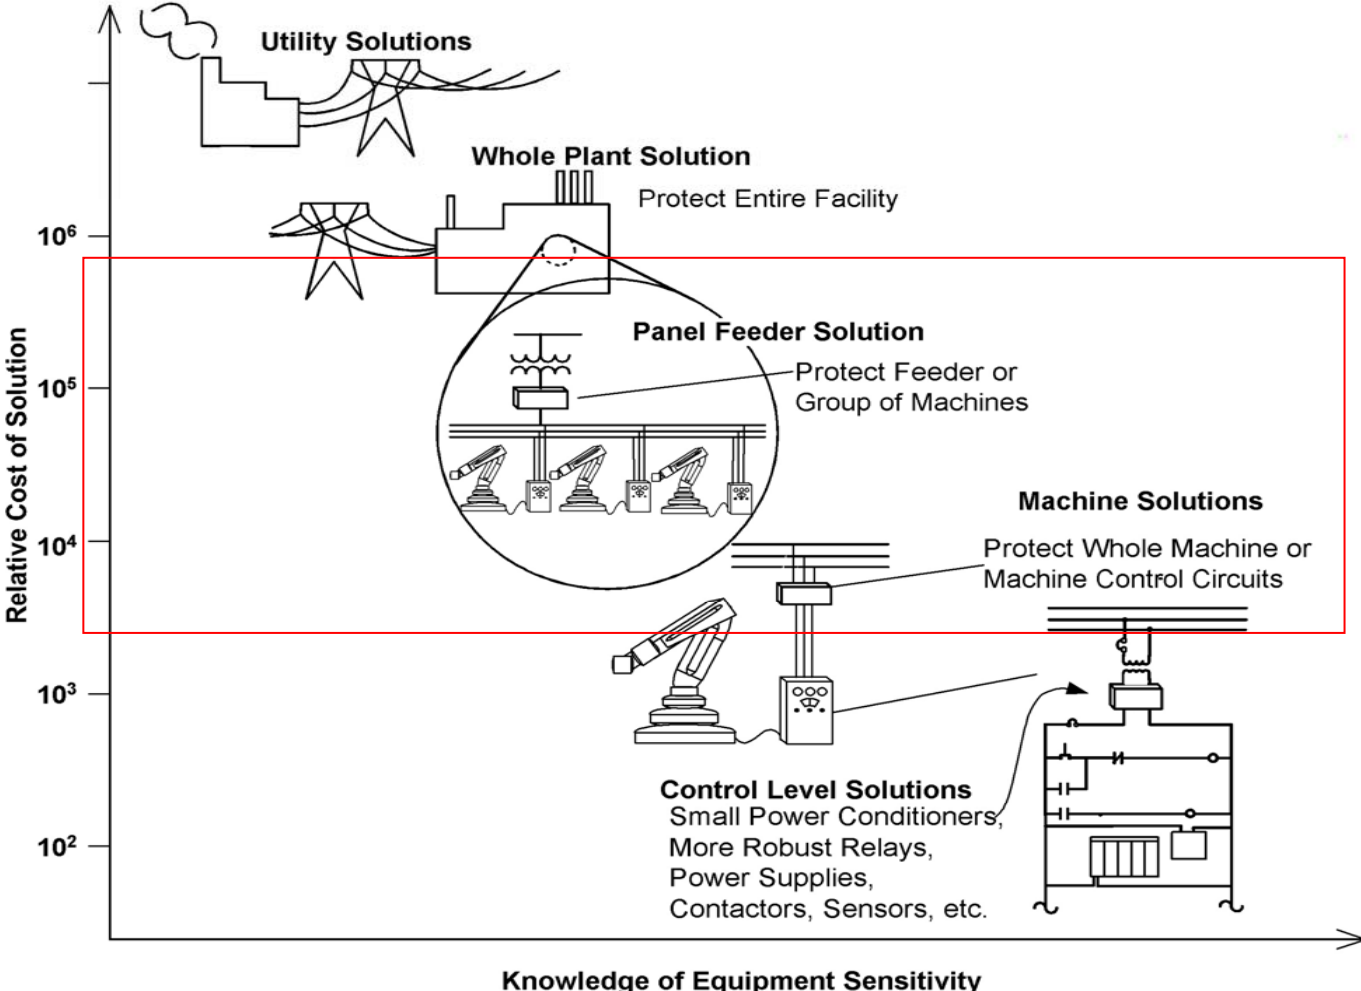 Utility Solutions
Whole Plant Solution
Protect Entire Facility
10⁶
Panel Feeder Solution
Protect Feeder or
Group of Machines
10⁵
Relative Cost of Solution
Machine Solutions
Protect Whole Machine or
Machine Control Circuits
10⁴
10³
Control Level Solutions
Small Power Conditioners,
More Robust Relays,
Power Supplies,
Contactors, Sensors, etc.
10²
Knowledge of Equipment Sensitivity